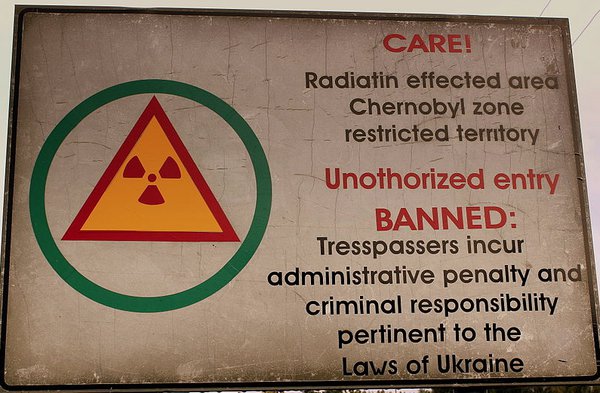 CARE!
Radiatin effected area
Chernobyl zone
restricted territory
Unothorized entry
BANNED:
Tresspassers incur
administrative penalty and
criminal responsibility
pertinent to the
Laws of Ukraine